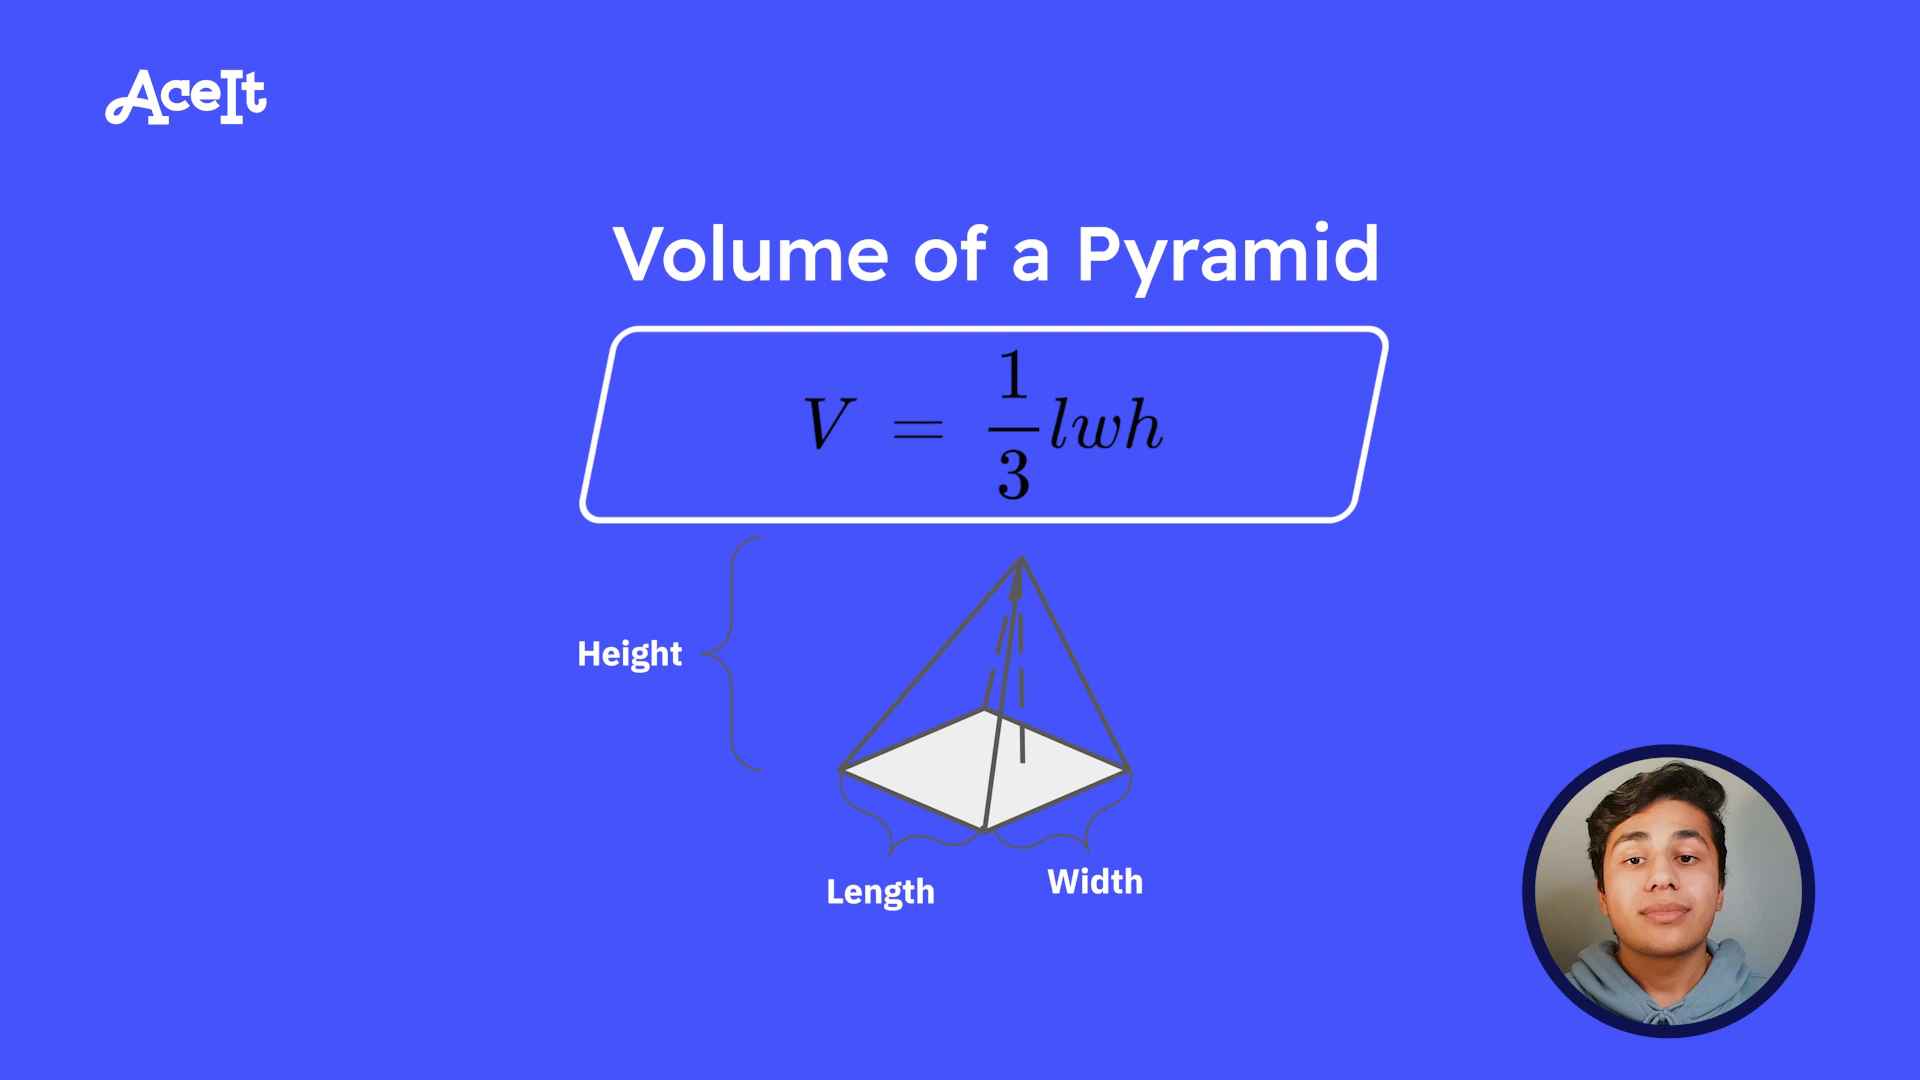 AceIt
Volume of a Pyramid
V = 1/3 lwh
Height
Length
Width